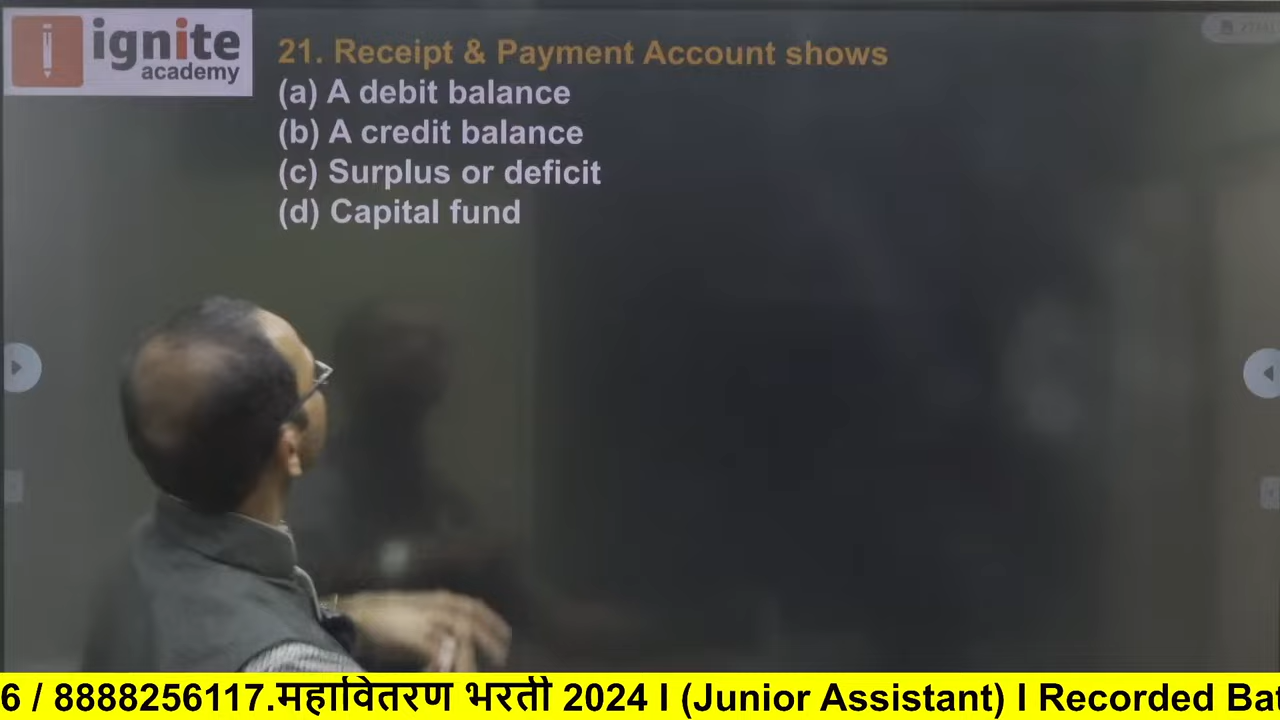 ignite
academy
21. Receipt & Payment Account shows
(a) A debit balance
(b) A credit balance
(c) Surplus or deficit
(d) Capital fund
6 / 8888256117.महावितरण भरती 2024 I (Junior Assistant) I Recorded Bat